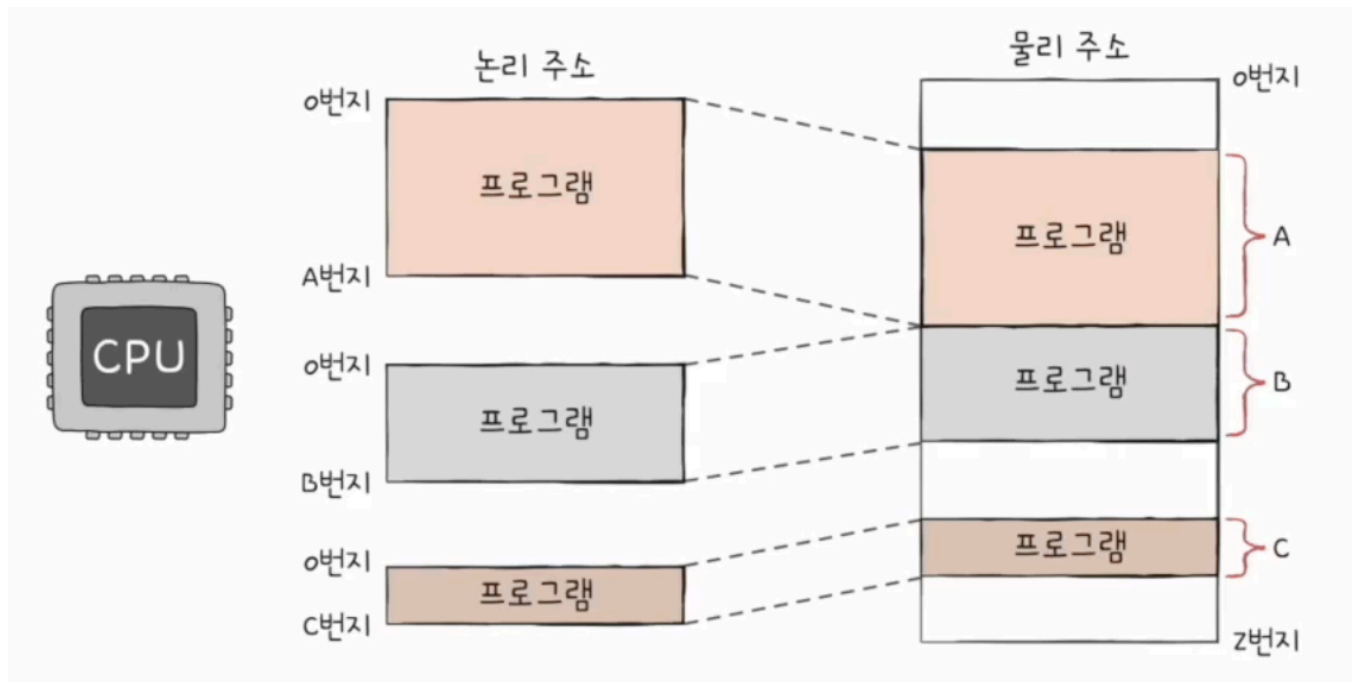 논리 주소
물리 주소
0번지
프로그램
A번지
0번지
프로그램
B번지
0번지
프로그램
C번지
CPU
0번지
프로그램
A
프로그램
B
프로그램
C
Z번지